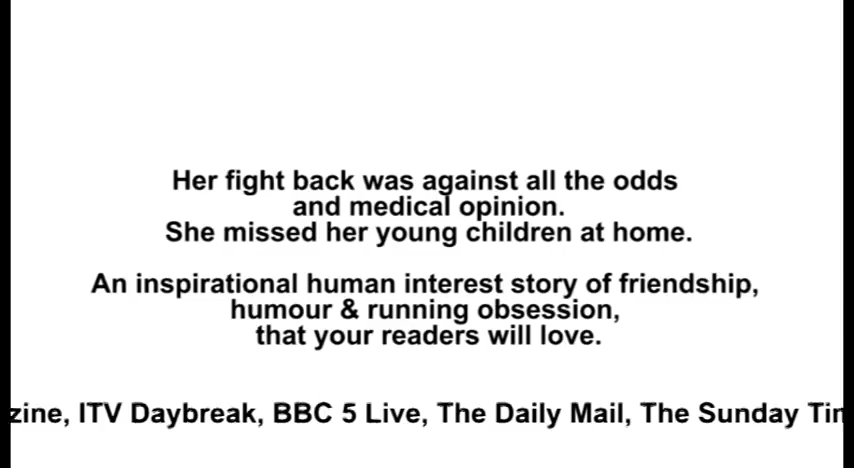 Her fight back was against all the odds
and medical opinion.
She missed her young children at home.
An inspirational human interest story of friendship,
humour & running obsession,
that your readers will love.
ITV Daybreak, BBC 5 Live, The Daily Mail, The Sunday